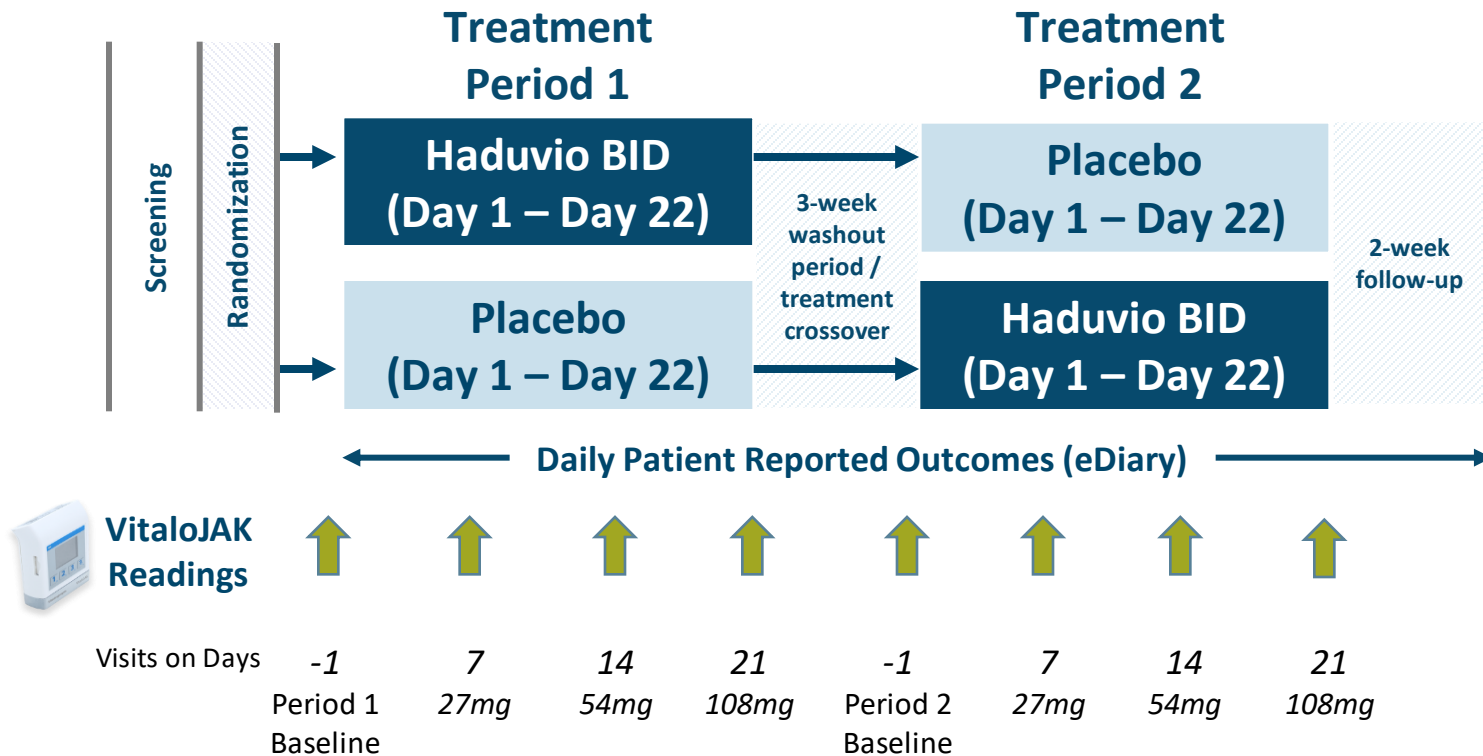 Treatment
Period 1
Treatment
Period 2
Screening
Randomization
Haduvio BID
(Day 1 – Day 22)
Placebo
(Day 1 – Day 22)
3-week
washout
period /
treatment
crossover
Placebo
(Day 1 – Day 22)
Haduvio BID
(Day 1 – Day 22)
2-week
follow-up
Daily Patient Reported Outcomes (eDiary)
VitaloJAK
Readings
Visits on Days -1 7 14 21 -1 7 14 21
Period 1 27mg 54mg 108mg Period 2 27mg 54mg 108mg
Baseline Baseline